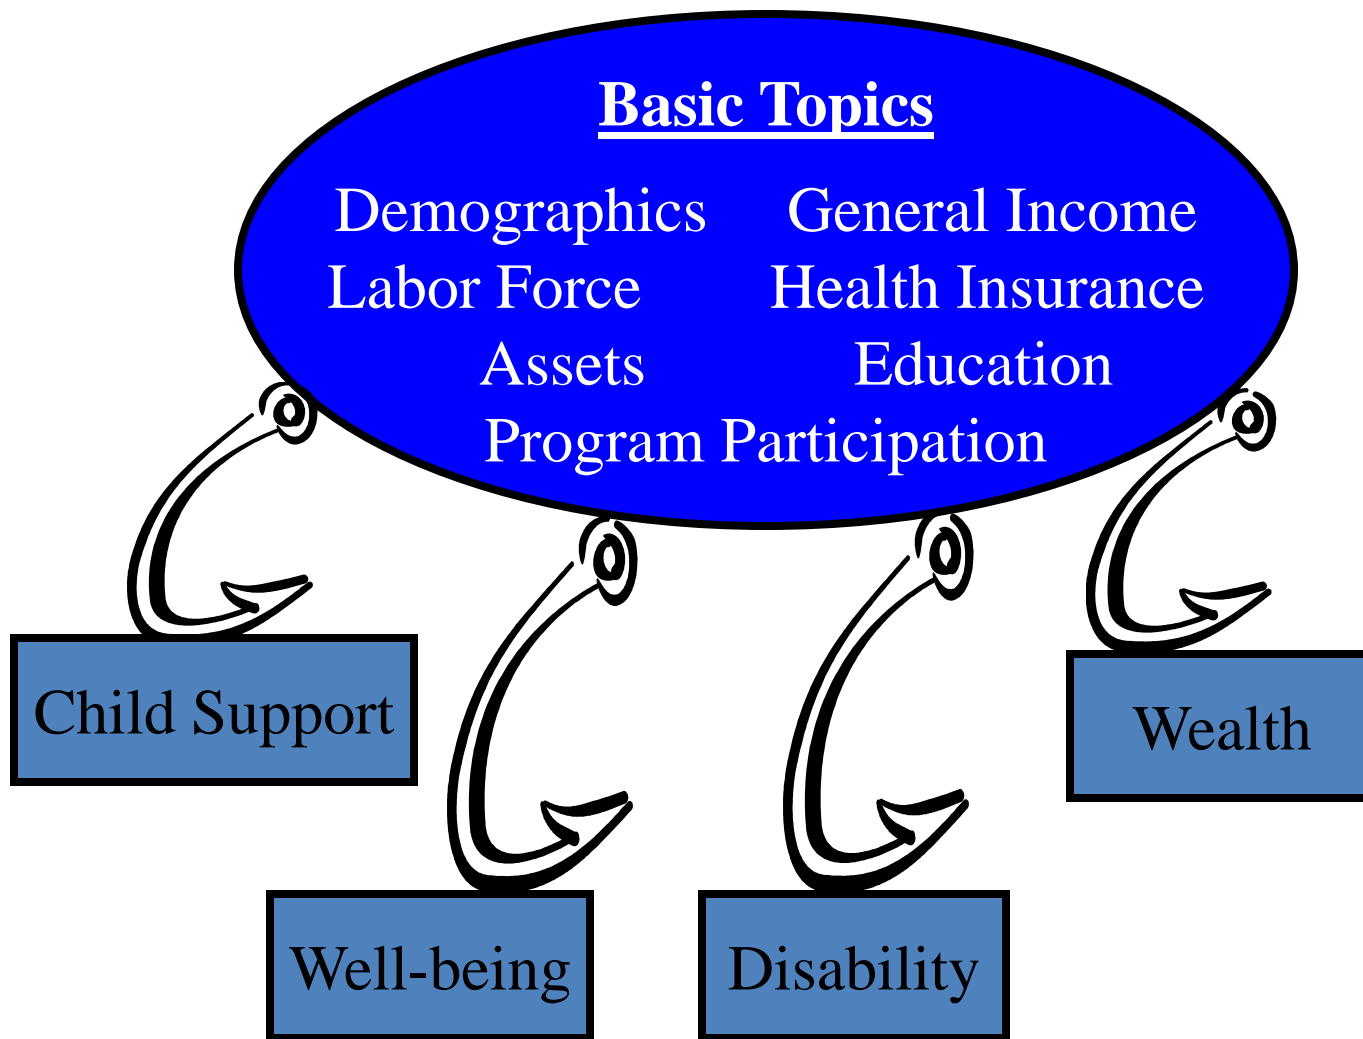 Basic Topics
Demographics General Income
Labor Force Health Insurance
Assets Education
Program Participation
Child Support
Wealth
Well-being
Disability